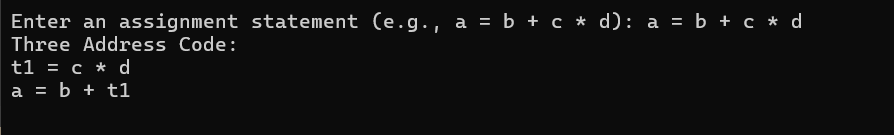 Enter an assignment statement (e.g., a = b + c * d): a = b + c * d
Three Address Code:
t1 = c * d
a = b + t1